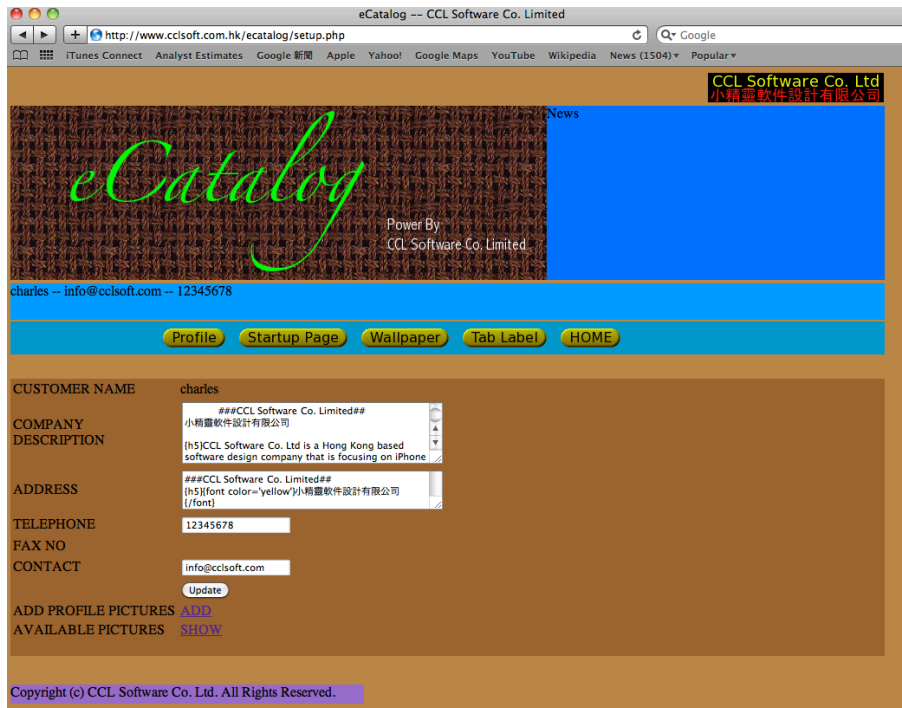 eCatalog -- CCL Software Co. Limited
http://www.cclsoft.com.hk/ecatalog/setup.php
Google
iTunes Connect Analyst Estimates Google 新聞 Apple Yahoo! Google Maps YouTube Wikipedia News (1504) Popular
CCL Software Co. Ltd
小精靈軟件設計有限公司
eCatalog
Power By
CCL Software Co. Limited
News
charles -- info@cclsoft.com -- 12345678
Profile Startup Page Wallpaper Tab Label HOME
CUSTOMER NAME charles
COMPANY DESCRIPTION
###CCL Software Co. Limited##
小精靈軟件設計有限公司
{h5}CCL Software Co. Ltd is a Hong Kong based
software design company that is focusing on iPhone
ADDRESS
###CCL Software Co. Limited##
{h5}{font color='yellow'}小精靈軟件設計有限公司
{/font}
TELEPHONE 12345678
FAX NO
CONTACT info@cclsoft.com
Update
ADD PROFILE PICTURES ADD
AVAILABLE PICTURES SHOW
Copyright (c) CCL Software Co. Ltd. All Rights Reserved.